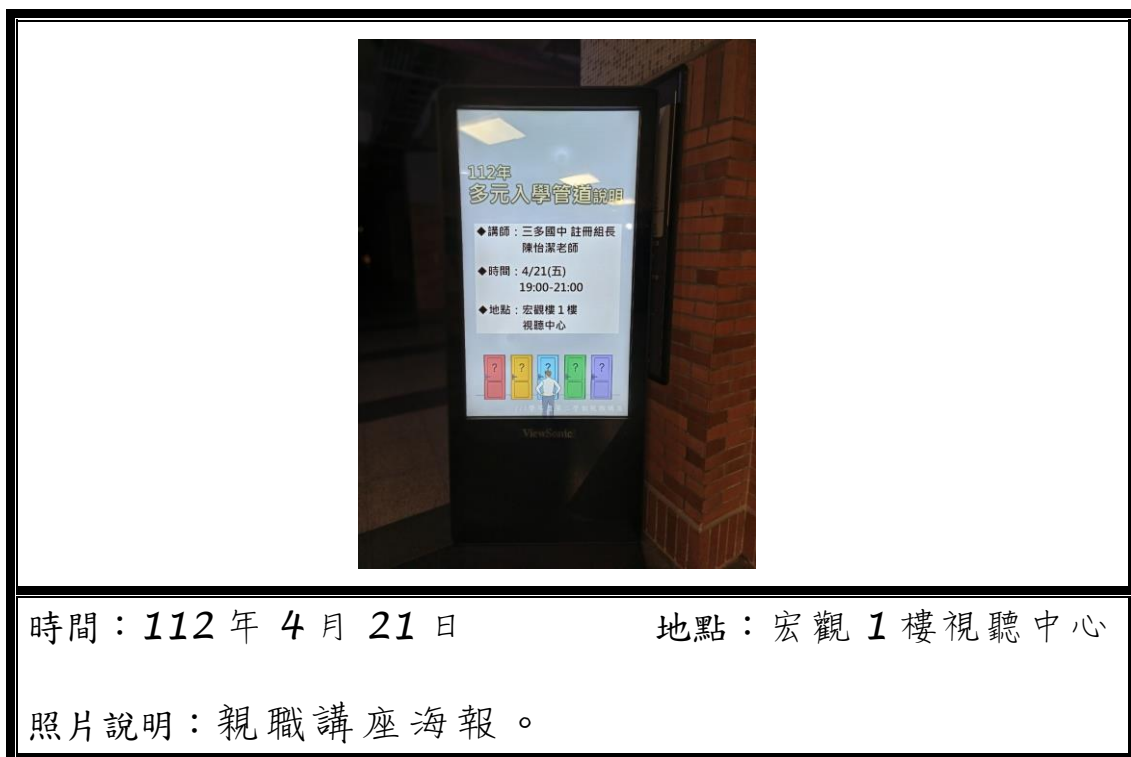 112年
多元入學管道說明
◆講師：三多國中 註冊組長
陳怡潔老師
◆時間：4/21(五)
19:00-21:00
◆地點：宏觀樓1樓
視聽中心
? ? ? ? ?
ViewSonic
時間：112年4月21日 地點：宏觀1樓視聽中心
照片說明：親職講座海報。